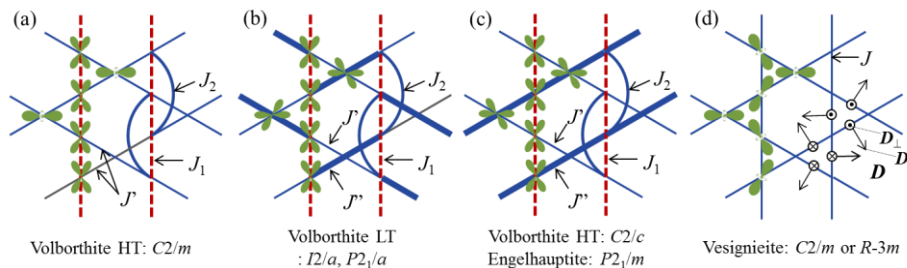 (a)
(b)
(c)
(d)
J₂
J₁
J'
J₂
J₁
J'
J"
J₂
J₁
J'
J"
J
D⊥
D
D
Volborthite HT: C2/m
Volborthite LT
: I2/a, P2₁/a
Volborthite HT: C2/c
Engelhauptite: P2₁/m
Vesignieite: C2/m or R-3m